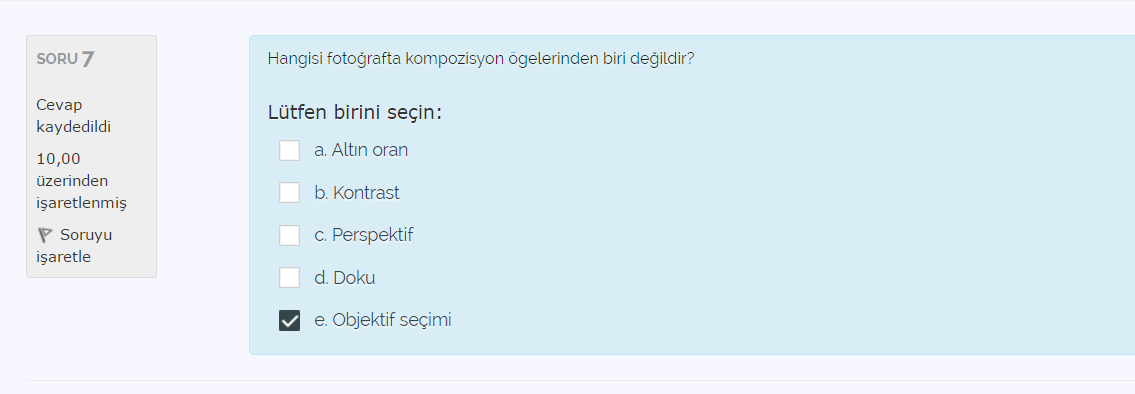 SORU 7
Cevap
kaydedildi
10,00
üzerinden
işaretlenmiş
Soruyu
işaretle
Hangisi fotoğrafta kompozisyon ögelerinden biri değildir?
Lütfen birini seçin:
a. Altın oran
b. Kontrast
c. Perspektif
d. Doku
e. Objektif seçimi